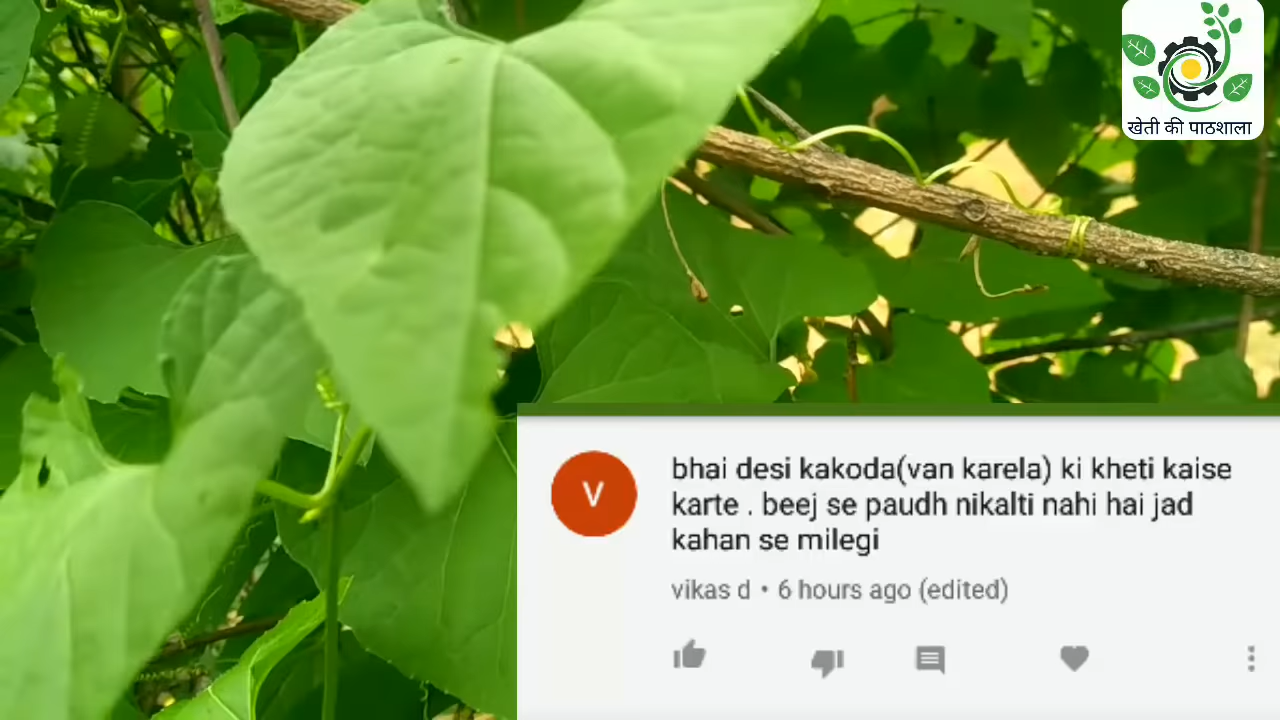 खेती की पाठशाला
bhai desi kakoda(van karela) ki kheti kaise
karte . beej se paudh nikalti nahi hai jad
kahan se milegi
V
vikas d • 6 hours ago (edited)